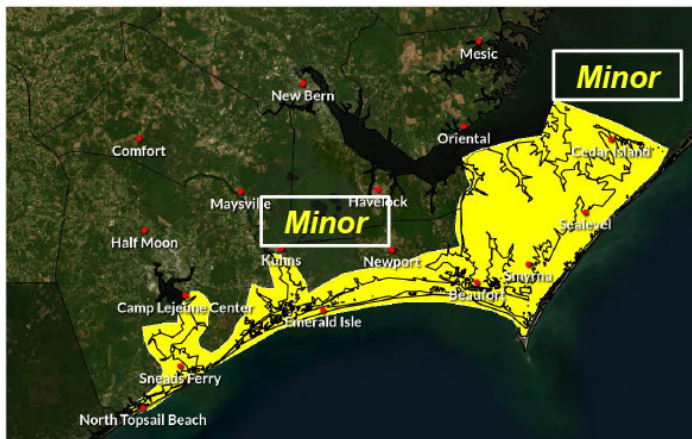 Mesic
Minor
New Bern
Oriental
Comfort
Cedar Island
Maysville
Havelock
Minor
Sealevel
Half Moon
Kuhns
Newport
Smyrna
Beaufort
Camp Lejeune Center
Emerald Isle
Sneads Ferry
North Topsail Beach